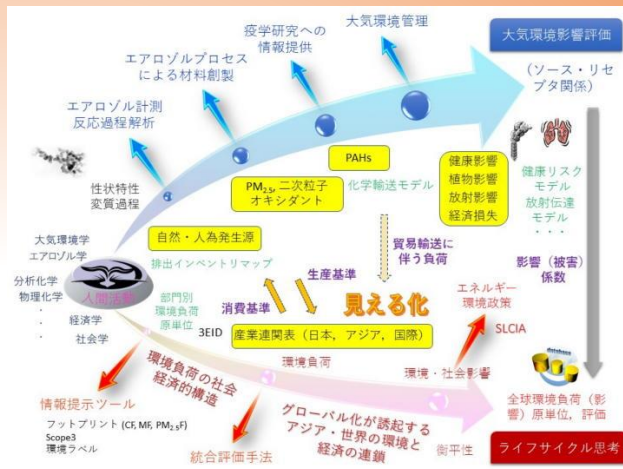 大気環境影響評価
疫学研究への
情報提供
大気環境管理
エアロゾルプロセス
による材料創製
(ソース・リセ
プタ関係)
エアロゾル計測
反応過程解析
PAHs
健康影響
植物影響
放射影響
経済損失
健康リスク
モデル
放射伝達
モデル
・・・
性状特性
変質過程
PM2.5, 二次粒子
オキシダント
化学輸送モデル
大気環境学
エアロゾル学
自然・人為発生源
貿易輸送に
伴う負荷
影響(被害)
係数
排出インベントリマップ
分析化学
物理化学
・
・
・
人間活動
生産基準
部門別
環境負荷
原単位
消費基準
見える化
エネルギー
環境政策
経済学
社会学
3EID
産業連関表(日本,アジア,国際)
SLCIA
database
環境負荷の社会
経済的構造
環境負荷
環境・社会影響
情報提示ツール
全球環境負荷(影
響)原単位,評価
フットプリント (CF, MF, PM2.5F)
Scope3
環境ラベル
グローバル化が誘起する
アジア・世界の環境と
経済の連鎖
衡平性
統合評価手法
ライフサイクル思考